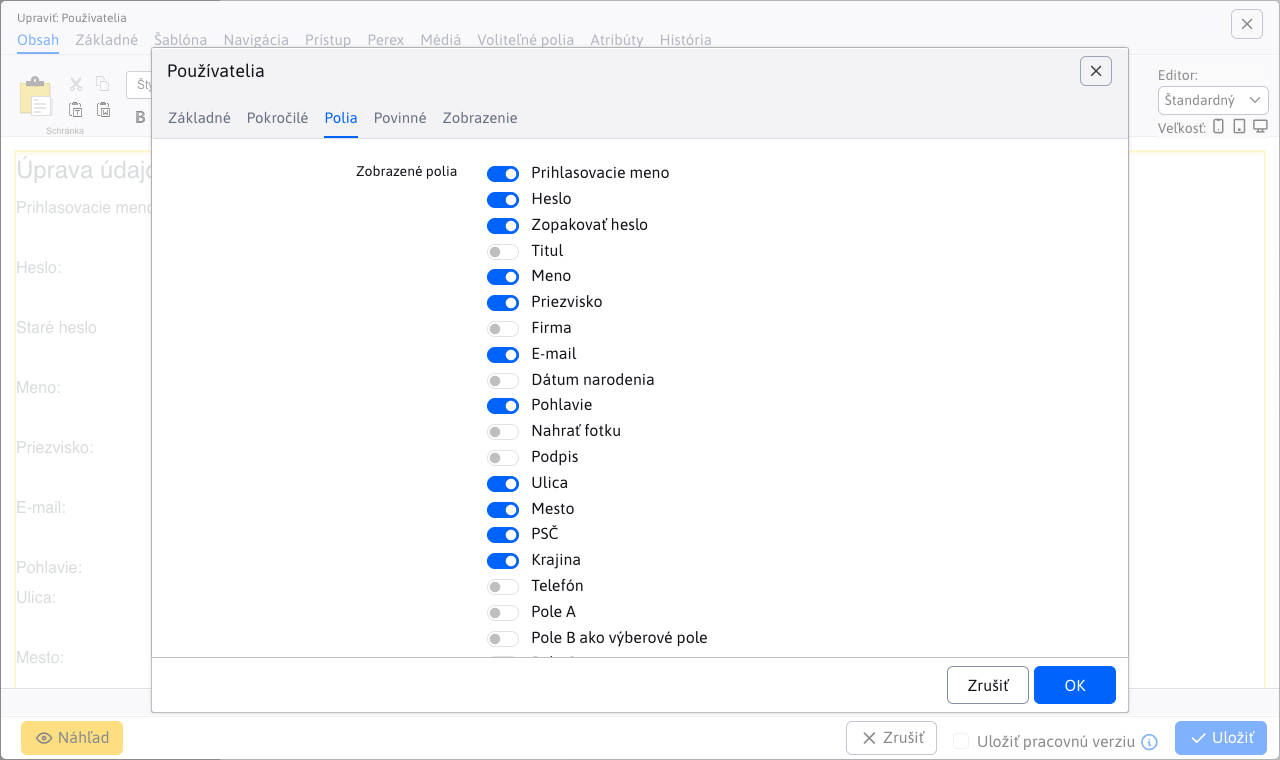 Upraviť: Používatelia
Obsah Základné Šablóna Navigácia Prístup Perex Médiá Voliteľné polia Atribúty História
Používatelia
Základné Pokročilé Polia Povinné Zobrazenie
Schránka
B
Editor:
Štandardný
Veľkosť:
Zobrazené polia
Prihlasovacie meno
Heslo
Zopakovať heslo
Titul
Meno
Priezvisko
Firma
E-mail
Dátum narodenia
Pohlavie
Nahrať fotku
Podpis
Ulica
Mesto
PSČ
Krajina
Telefón
Pole A
Pole B ako výberové pole
Zrušiť OK
Prihlasovacie meno
Heslo:
Staré heslo
Meno:
Priezvisko:
E-mail:
Pohlavie:
Ulica:
Mesto:
Náhľad Zrušiť Uložiť pracovnú verziu Uložiť